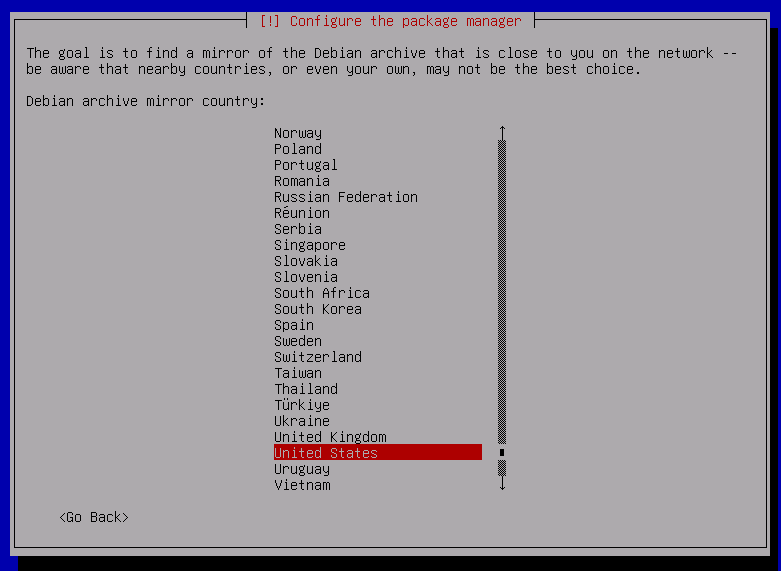 [!] Configure the package manager
The goal is to find a mirror of the Debian archive that is close to you on the network --
be aware that nearby countries, or even your own, may not be the best choice.
Debian archive mirror country:
Norway
Poland
Portugal
Romania
Russian Federation
Réunion
Serbia
Singapore
Slovakia
Slovenia
South Africa
South Korea
Spain
Sweden
Switzerland
Taiwan
Thailand
Türkiye
Ukraine
United Kingdom
United States
Uruguay
Vietnam
<Go Back>